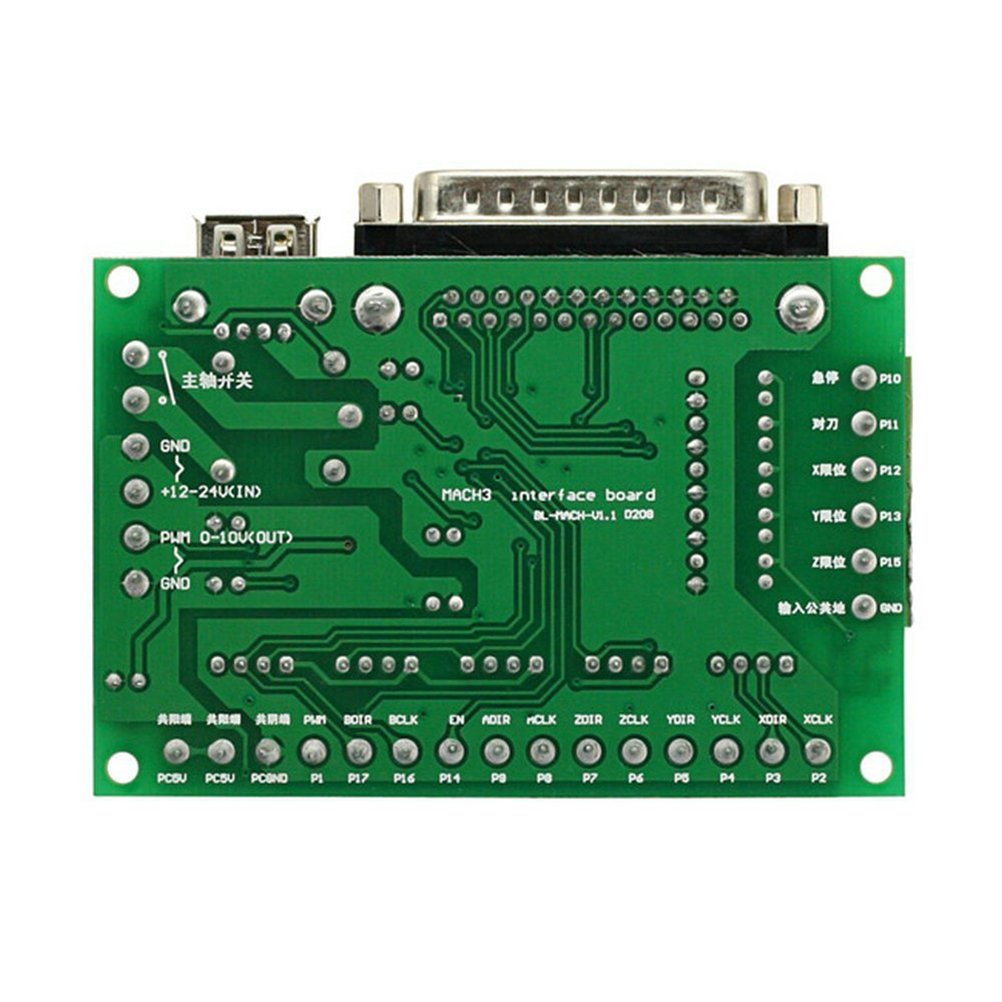 主轴开关
GND
+12-24V(IN)
PWM 0-10V(OUT)
GND
MACH3 interface board
BL-MACH-V1.1 D208
急停 P10
对刀 P11
X限位 P12
Y限位 P13
Z限位 P15
输入公共地 GND
共阳端 共阳端 共阴端 PWM BDIR BCLK EN ADIR MCLK ZDIR ZCLK YDIR YCLK XDIR XCLK
PC5V PC5V PCGND P1 P17 P16 P14 P9 P8 P7 P6 P5 P4 P3 P2